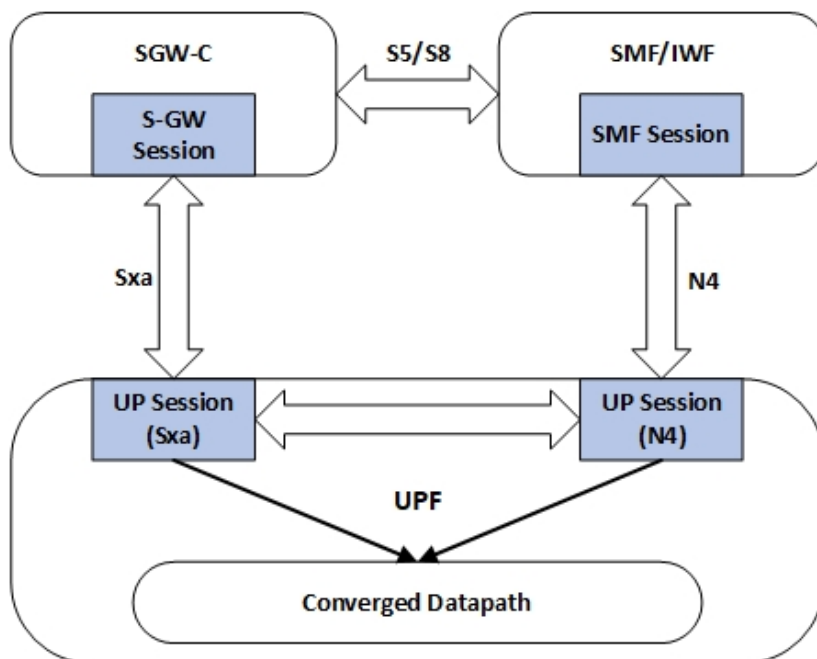 SGW-C
S5/S8
SMF/IWF
S-GW
Session
SMF Session
Sxa
N4
UP Session
(Sxa)
UP Session
(N4)
UPF
Converged Datapath